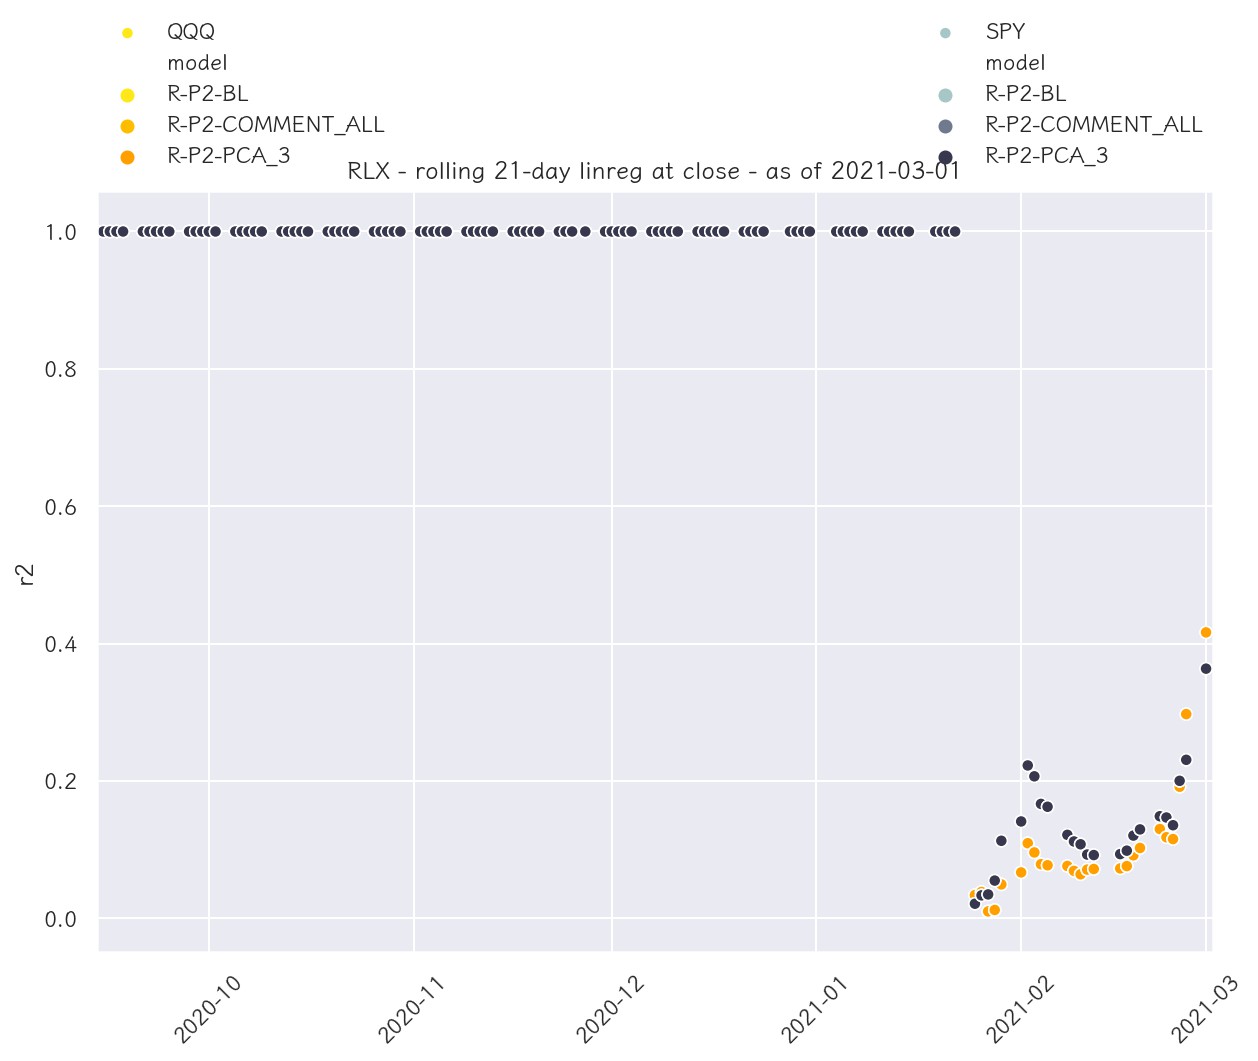 QQQ
model
R-P2-BL
R-P2-COMMENT_ALL
R-P2-PCA_3
SPY
model
R-P2-BL
R-P2-COMMENT_ALL
R-P2-PCA_3
RLX - rolling 21-day linreg at close - as of 2021-03-01
1.0
0.8
0.6
0.4
0.2
0.0
r2
2020-10
2020-11
2020-12
2021-01
2021-02
2021-03